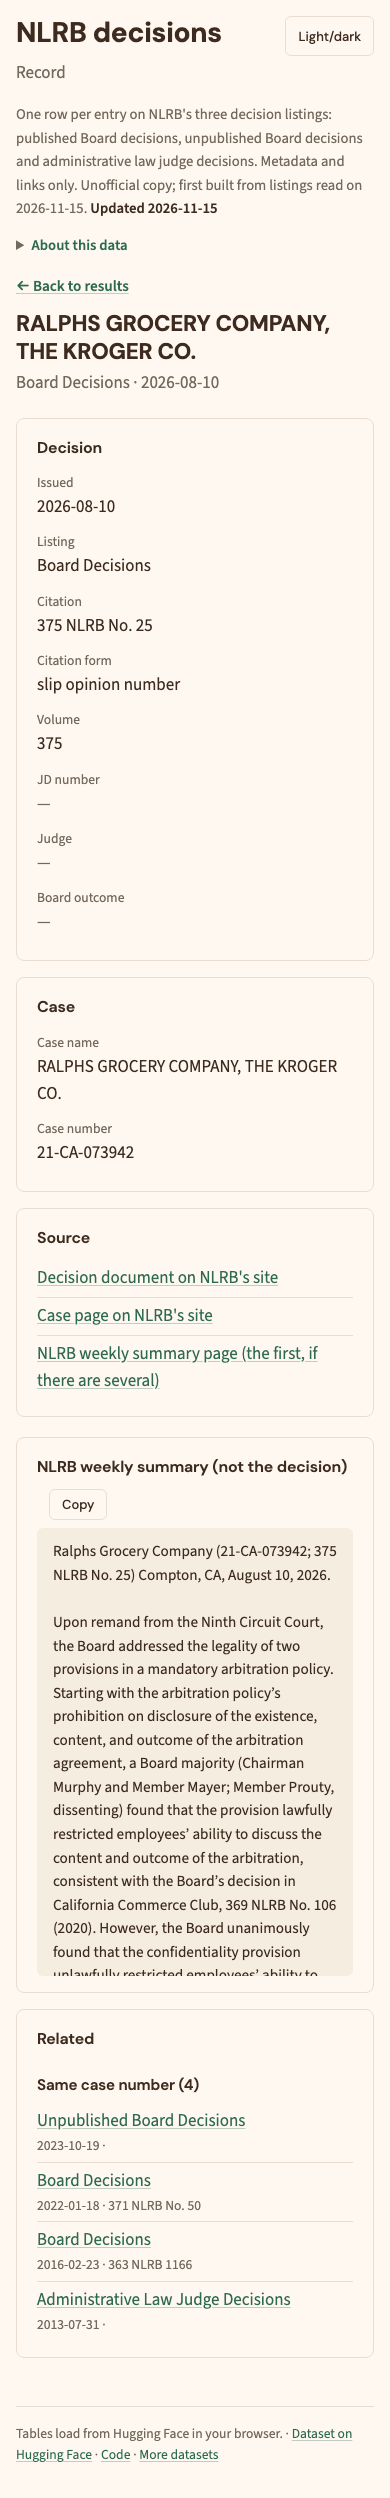 NLRB decisions
Light/dark
Record
One row per entry on NLRB's three decision listings:
published Board decisions, unpublished Board decisions
and administrative law judge decisions. Metadata and
links only. Unofficial copy; first built from listings read on
2026-11-15. Updated 2026-11-15
▶ About this data
← Back to results
RALPHS GROCERY COMPANY,
THE KROGER CO.
Board Decisions · 2026-08-10
Decision
Issued
2026-08-10
Listing
Board Decisions
Citation
375 NLRB No. 25
Citation form
slip opinion number
Volume
375
JD number
—
Judge
—
Board outcome
—
Case
Case name
RALPHS GROCERY COMPANY, THE KROGER
CO.
Case number
21-CA-073942
Source
Decision document on NLRB's site
Case page on NLRB's site
NLRB weekly summary page (the first, if
there are several)
NLRB weekly summary (not the decision)
Copy
Ralphs Grocery Company (21-CA-073942; 375
NLRB No. 25) Compton, CA, August 10, 2026.
Upon remand from the Ninth Circuit Court,
the Board addressed the legality of two
provisions in a mandatory arbitration policy.
Starting with the arbitration policy’s
prohibition on disclosure of the existence,
content, and outcome of the arbitration
agreement, a Board majority (Chairman
Murphy and Member Mayer; Member Prouty,
dissenting) found that the provision lawfully
restricted employees’ ability to discuss the
content and outcome of the arbitration,
consistent with the Board’s decision in
California Commerce Club, 369 NLRB No. 106
(2020). However, the Board unanimously
found that the confidentiality provision
unlawfully restricted employees’ ability to
Related
Same case number (4)
Unpublished Board Decisions
2023-10-19 ·
Board Decisions
2022-01-18 · 371 NLRB No. 50
Board Decisions
2016-02-23 · 363 NLRB 1166
Administrative Law Judge Decisions
2013-07-31 ·
Tables load from Hugging Face in your browser. · Dataset on
Hugging Face · Code · More datasets